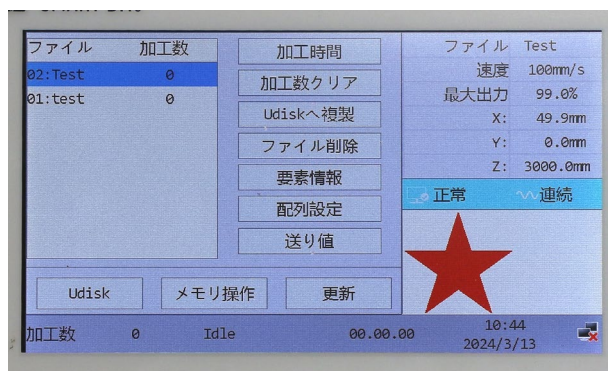 ファイル 加工数
02:Test 0
01:test 0
加工時間
加工数クリア
Udiskへ複製
ファイル削除
要素情報
配列設定
送り値
Udisk メモリ操作 更新
ファイル Test
速度 100mm/s
最大出力 99.0%
X: 49.9mm
Y: 0.0mm
Z: 3000.0mm
正常 連続
加工数 0 Idle 00.00.00 10:44
2024/3/13